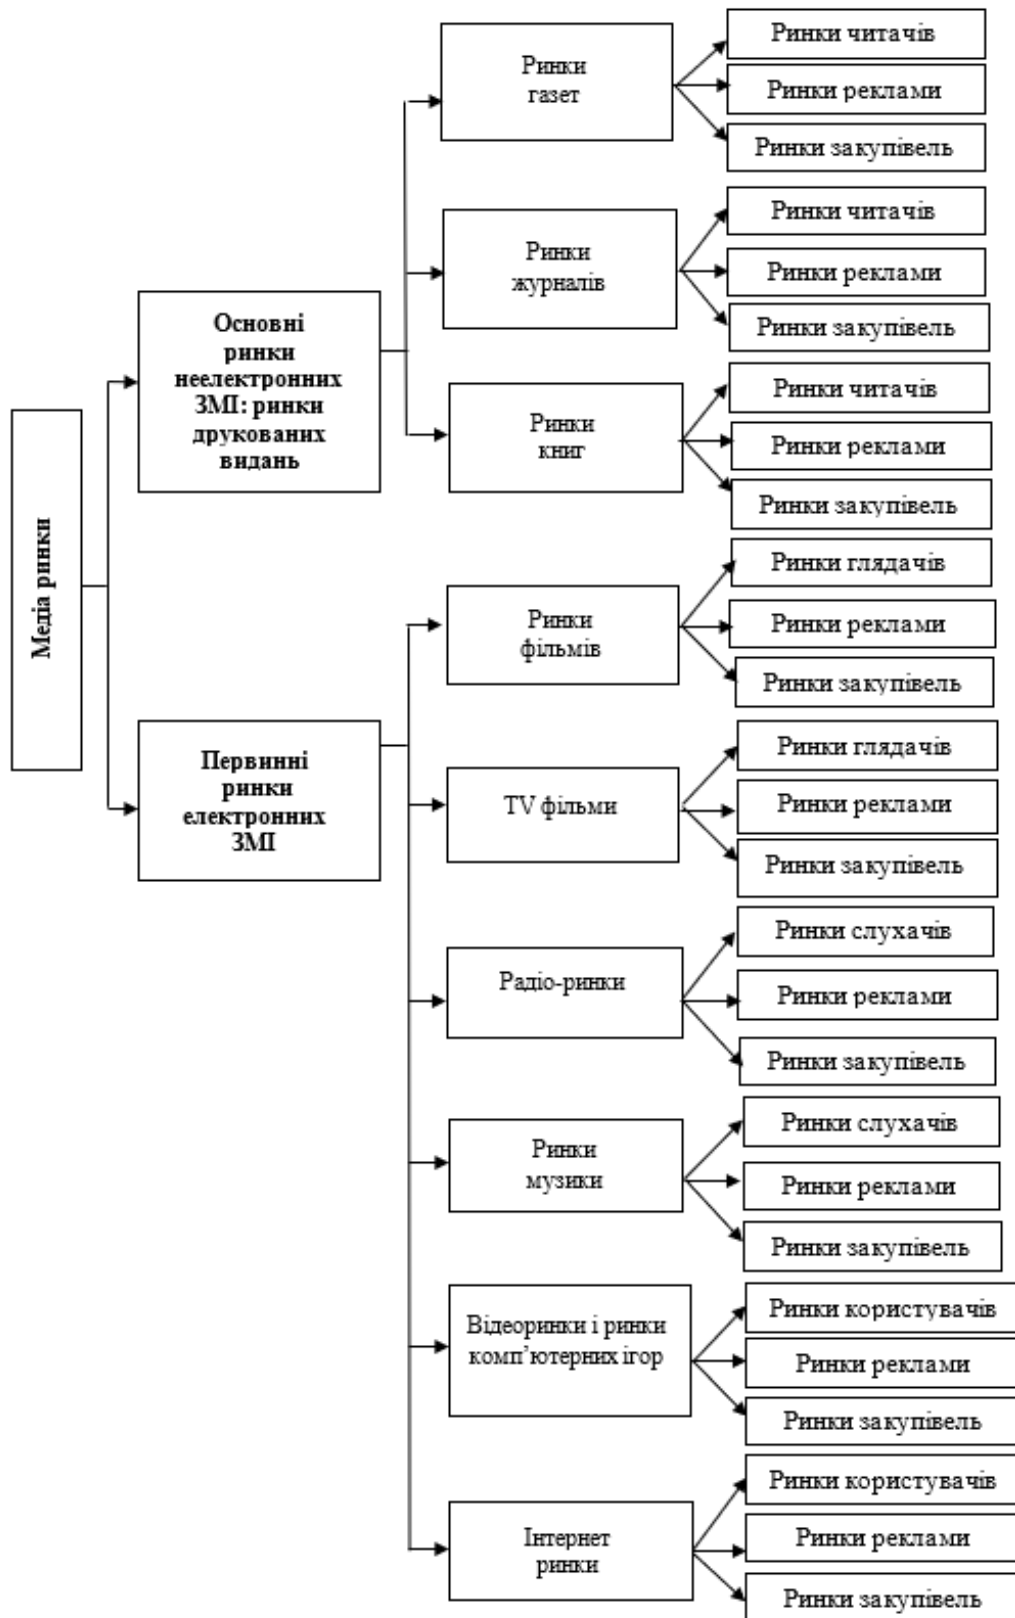 Медіа ринки
Основні
ринки
неелектронних
ЗМІ: ринки
друкованих
видань
Ринки
газет
Ринки читачів
Ринки реклами
Ринки закупівель
Ринки
журналів
Ринки читачів
Ринки реклами
Ринки закупівель
Ринки
книг
Ринки читачів
Ринки реклами
Ринки закупівель
Первинні
ринки
електронних
ЗМІ
Ринки
фільмів
Ринки глядачів
Ринки реклами
Ринки закупівель
TV фільми
Ринки глядачів
Ринки реклами
Ринки закупівель
Радіо-ринки
Ринки слухачів
Ринки реклами
Ринки закупівель
Ринки
музики
Ринки слухачів
Ринки реклами
Ринки закупівель
Відеоринки і ринки
комп’ютерних ігор
Ринки користувачів
Ринки реклами
Ринки закупівель
Інтернет
ринки
Ринки користувачів
Ринки реклами
Ринки закупівель